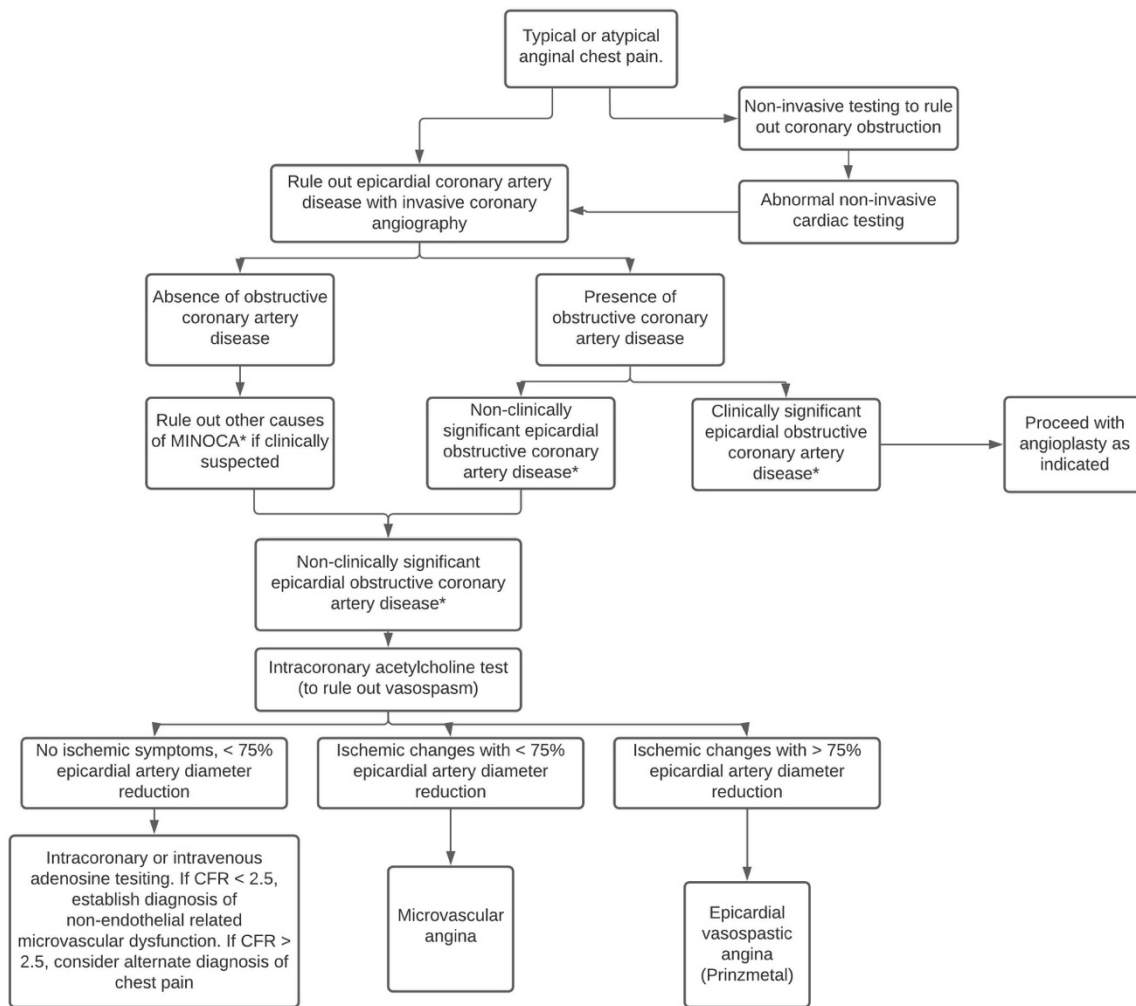 Typical or atypical
anginal chest pain.
Non-invasive testing to rule
out coronary obstruction
Rule out epicardial coronary artery
disease with invasive coronary
angiography
Abnormal non-invasive
cardiac testing
Absence of obstructive
coronary artery
disease
Presence of
obstructive coronary
artery disease
Rule out other causes
of MINOCA* if clinically
suspected
Non-clinically
significant epicardial
obstructive coronary
artery disease*
Clinically significant
epicardial obstructive
coronary artery
disease*
Proceed with
angioplasty as
indicated
Non-clinically significant
epicardial obstructive coronary
artery disease*
Intracoronary acetylcholine test
(to rule out vasospasm)
No ischemic symptoms, < 75%
epicardial artery diameter
reduction
Ischemic changes with < 75%
epicardial artery diameter
reduction
Ischemic changes with > 75%
epicardial artery diameter
reduction
Intracoronary or intravenous
adenosine tesiting. If CFR < 2.5,
establish diagnosis of
non-endothelial related
microvascular dysfunction. If CFR >
2.5, consider alternate diagnosis of
chest pain
Microvascular
angina
Epicardial
vasospastic
angina
(Prinzmetal)